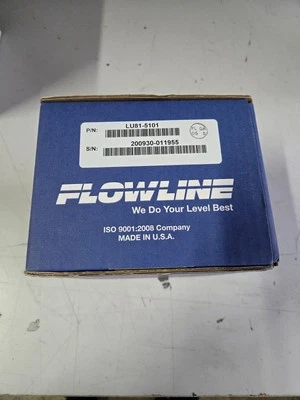 P/N: LU81-5101
S/N: 200930-011955
FLOWLINE
We Do Your Level Best
ISO 9001:2008 Company
MADE IN U.S.A.